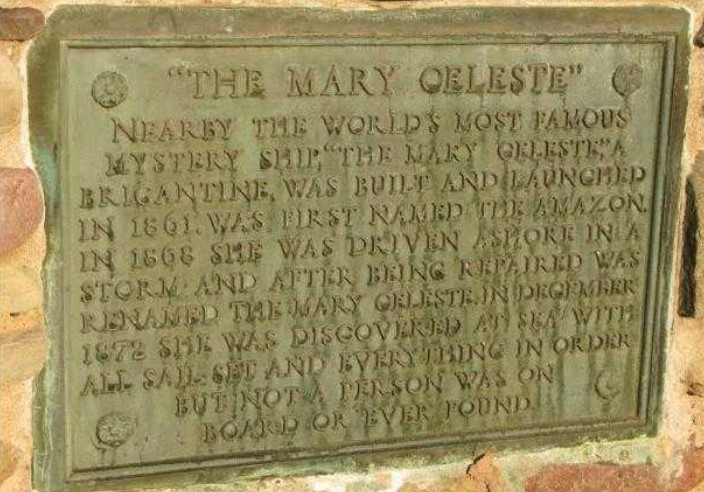 "THE MARY CELESTE"
NEARBY THE WORLD'S MOST FAMOUS
MYSTERY SHIP, "THE MARY CELESTE", A
BRIGANTINE, WAS BUILT AND LAUNCHED
IN 1861. WAS FIRST NAMED THE AMAZON.
IN 1868 SHE WAS DRIVEN ASHORE IN A
STORM AND AFTER BEING REPAIRED WAS
RENAMED THE MARY CELESTE. IN DECEMBER
1872 SHE WAS DISCOVERED AT SEA WITH
ALL SAIL SET AND EVERYTHING IN ORDER
BUT NOT A PERSON WAS ON
BOARD OR EVER FOUND.